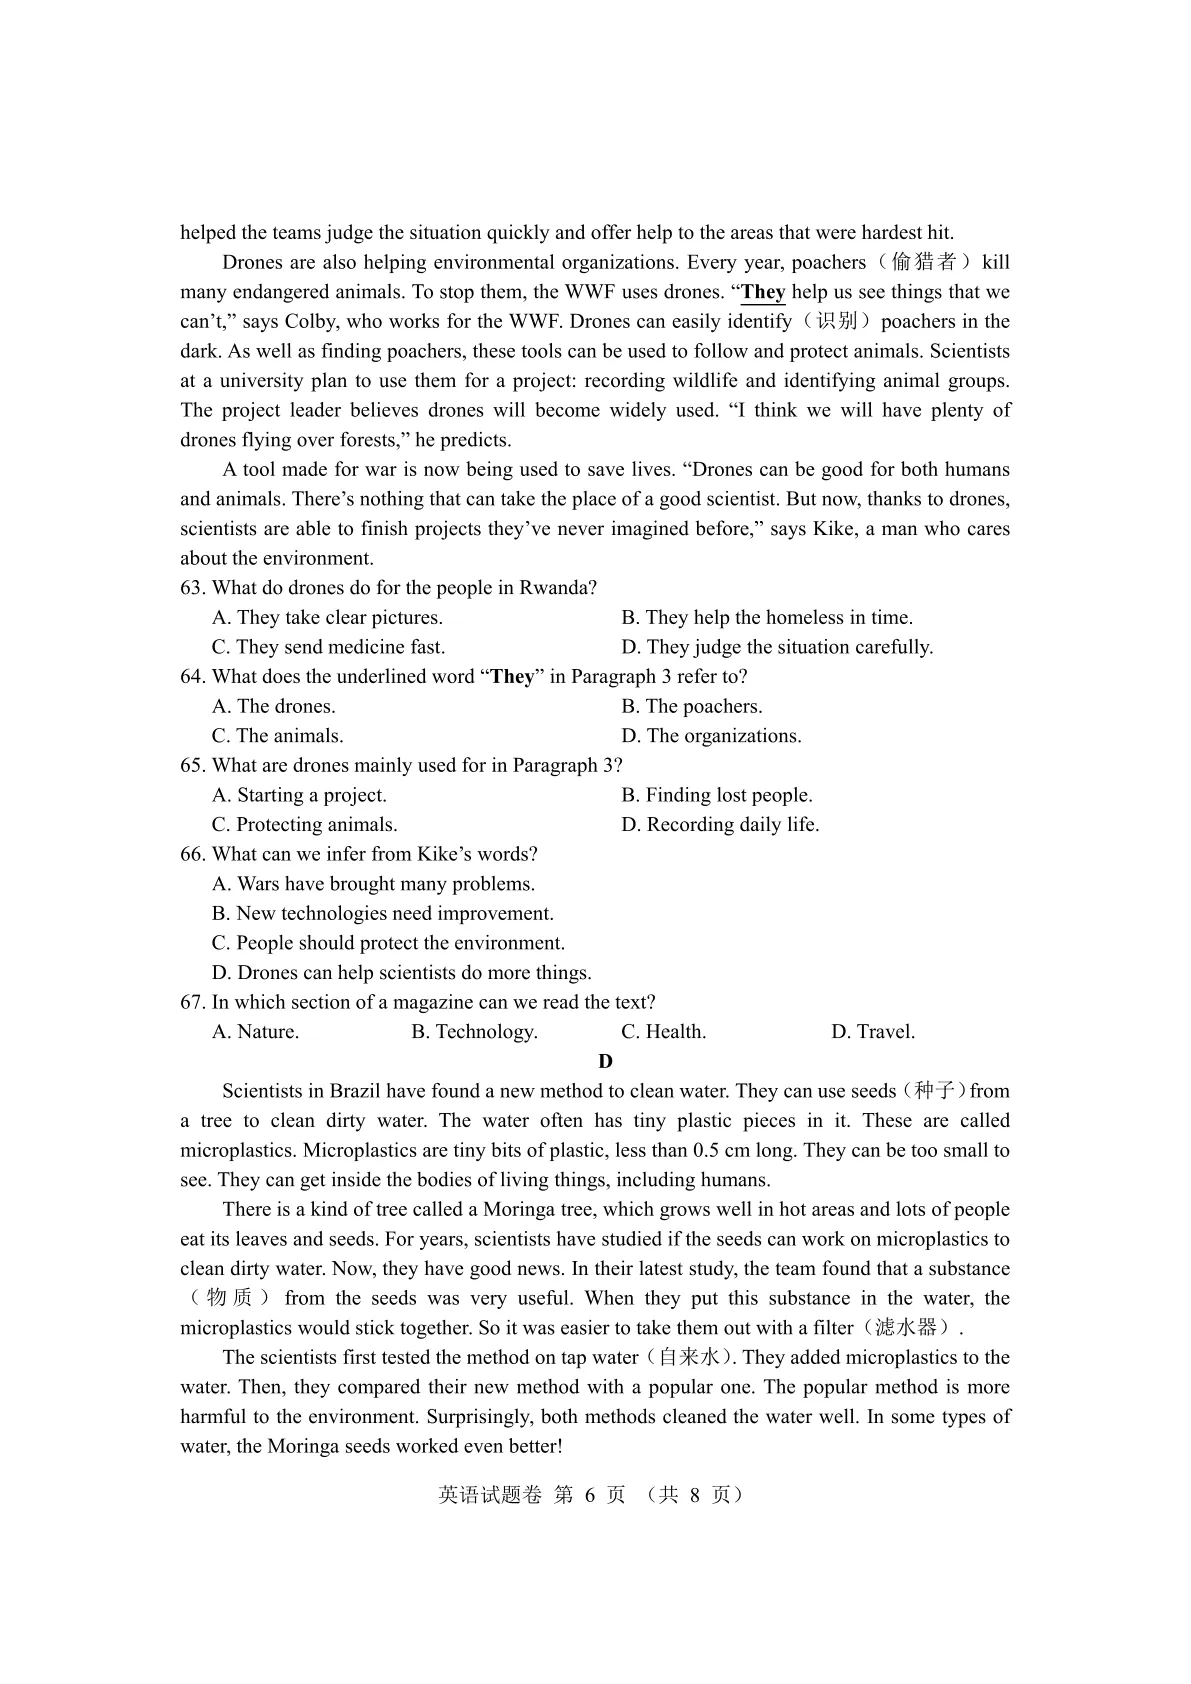 helped the teams judge the situation quickly and offer help to the areas that were hardest hit.
Drones are also helping environmental organizations. Every year, poachers（偷猎者）kill
many endangered animals. To stop them, the WWF uses drones. “They help us see things that we
can’t,” says Colby, who works for the WWF. Drones can easily identify（识别）poachers in the
dark. As well as finding poachers, these tools can be used to follow and protect animals. Scientists
at a university plan to use them for a project: recording wildlife and identifying animal groups.
The project leader believes drones will become widely used. “I think we will have plenty of
drones flying over forests,” he predicts.
A tool made for war is now being used to save lives. “Drones can be good for both humans
and animals. There’s nothing that can take the place of a good scientist. But now, thanks to drones,
scientists are able to finish projects they’ve never imagined before,” says Kike, a man who cares
about the environment.
63. What do drones do for the people in Rwanda?
A. They take clear pictures. B. They help the homeless in time.
C. They send medicine fast. D. They judge the situation carefully.
64. What does the underlined word “They” in Paragraph 3 refer to?
A. The drones. B. The poachers.
C. The animals. D. The organizations.
65. What are drones mainly used for in Paragraph 3?
A. Starting a project. B. Finding lost people.
C. Protecting animals. D. Recording daily life.
66. What can we infer from Kike’s words?
A. Wars have brought many problems.
B. New technologies need improvement.
C. People should protect the environment.
D. Drones can help scientists do more things.
67. In which section of a magazine can we read the text?
A. Nature. B. Technology. C. Health. D. Travel.
D
Scientists in Brazil have found a new method to clean water. They can use seeds（种子）from
a tree to clean dirty water. The water often has tiny plastic pieces in it. These are called
microplastics. Microplastics are tiny bits of plastic, less than 0.5 cm long. They can be too small to
see. They can get inside the bodies of living things, including humans.
There is a kind of tree called a Moringa tree, which grows well in hot areas and lots of people
eat its leaves and seeds. For years, scientists have studied if the seeds can work on microplastics to
clean dirty water. Now, they have good news. In their latest study, the team found that a substance
（物质）from the seeds was very useful. When they put this substance in the water, the
microplastics would stick together. So it was easier to take them out with a filter（滤水器）.
The scientists first tested the method on tap water（自来水）. They added microplastics to the
water. Then, they compared their new method with a popular one. The popular method is more
harmful to the environment. Surprisingly, both methods cleaned the water well. In some types of
water, the Moringa seeds worked even better!
英语试题卷 第 6 页 （共 8 页）